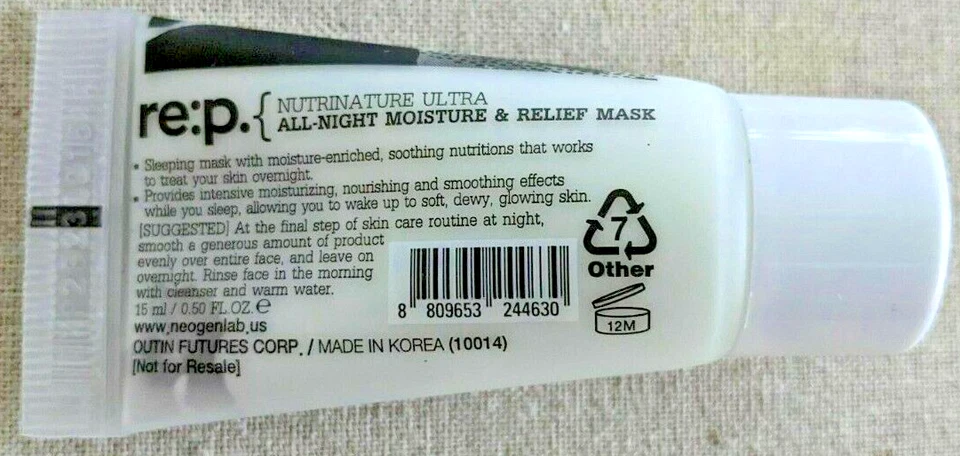 re:p.
NUTRINATURE ULTRA
ALL-NIGHT MOISTURE & RELIEF MASK
• Sleeping mask with moisture-enriched, soothing nutritions that works
to treat your skin overnight.
• Provides intensive moisturizing, nourishing and smoothing effects
while you sleep, allowing you to wake up to soft, dewy, glowing skin.
[SUGGESTED] At the final step of skin care routine at night,
smooth a generous amount of product
evenly over entire face, and leave on
overnight. Rinse face in the morning
with cleanser and warm water.
15 ml / 0.50 FL.OZ.℮
www.neogenlab.us
OUTIN FUTURES CORP. / MADE IN KOREA (10014)
[Not for Resale]
8 809653 244630
7
Other
12M